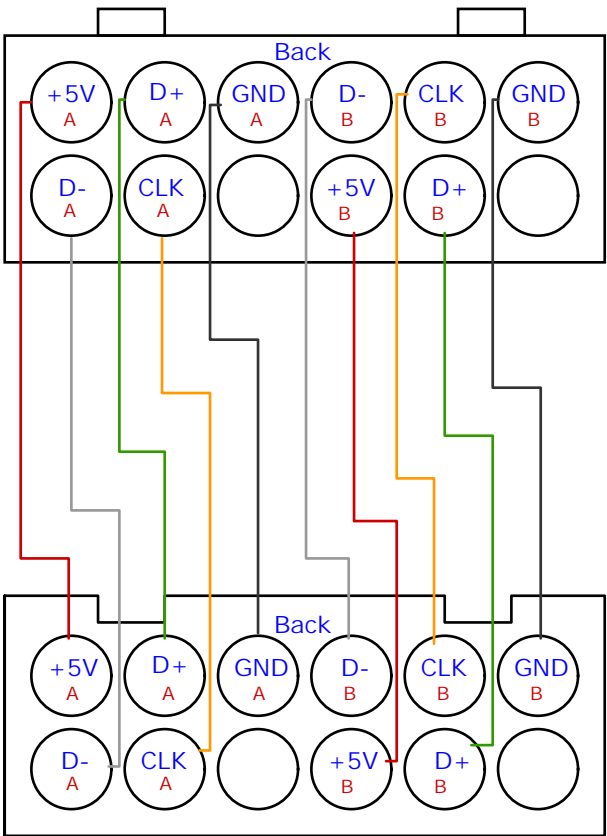 Back
+5V D+ GND D- CLK GND
A A A B B B
D- CLK +5V D+
A A B B
Back
+5V D+ GND D- CLK GND
A A A B B B
D- CLK +5V D+
A A B B